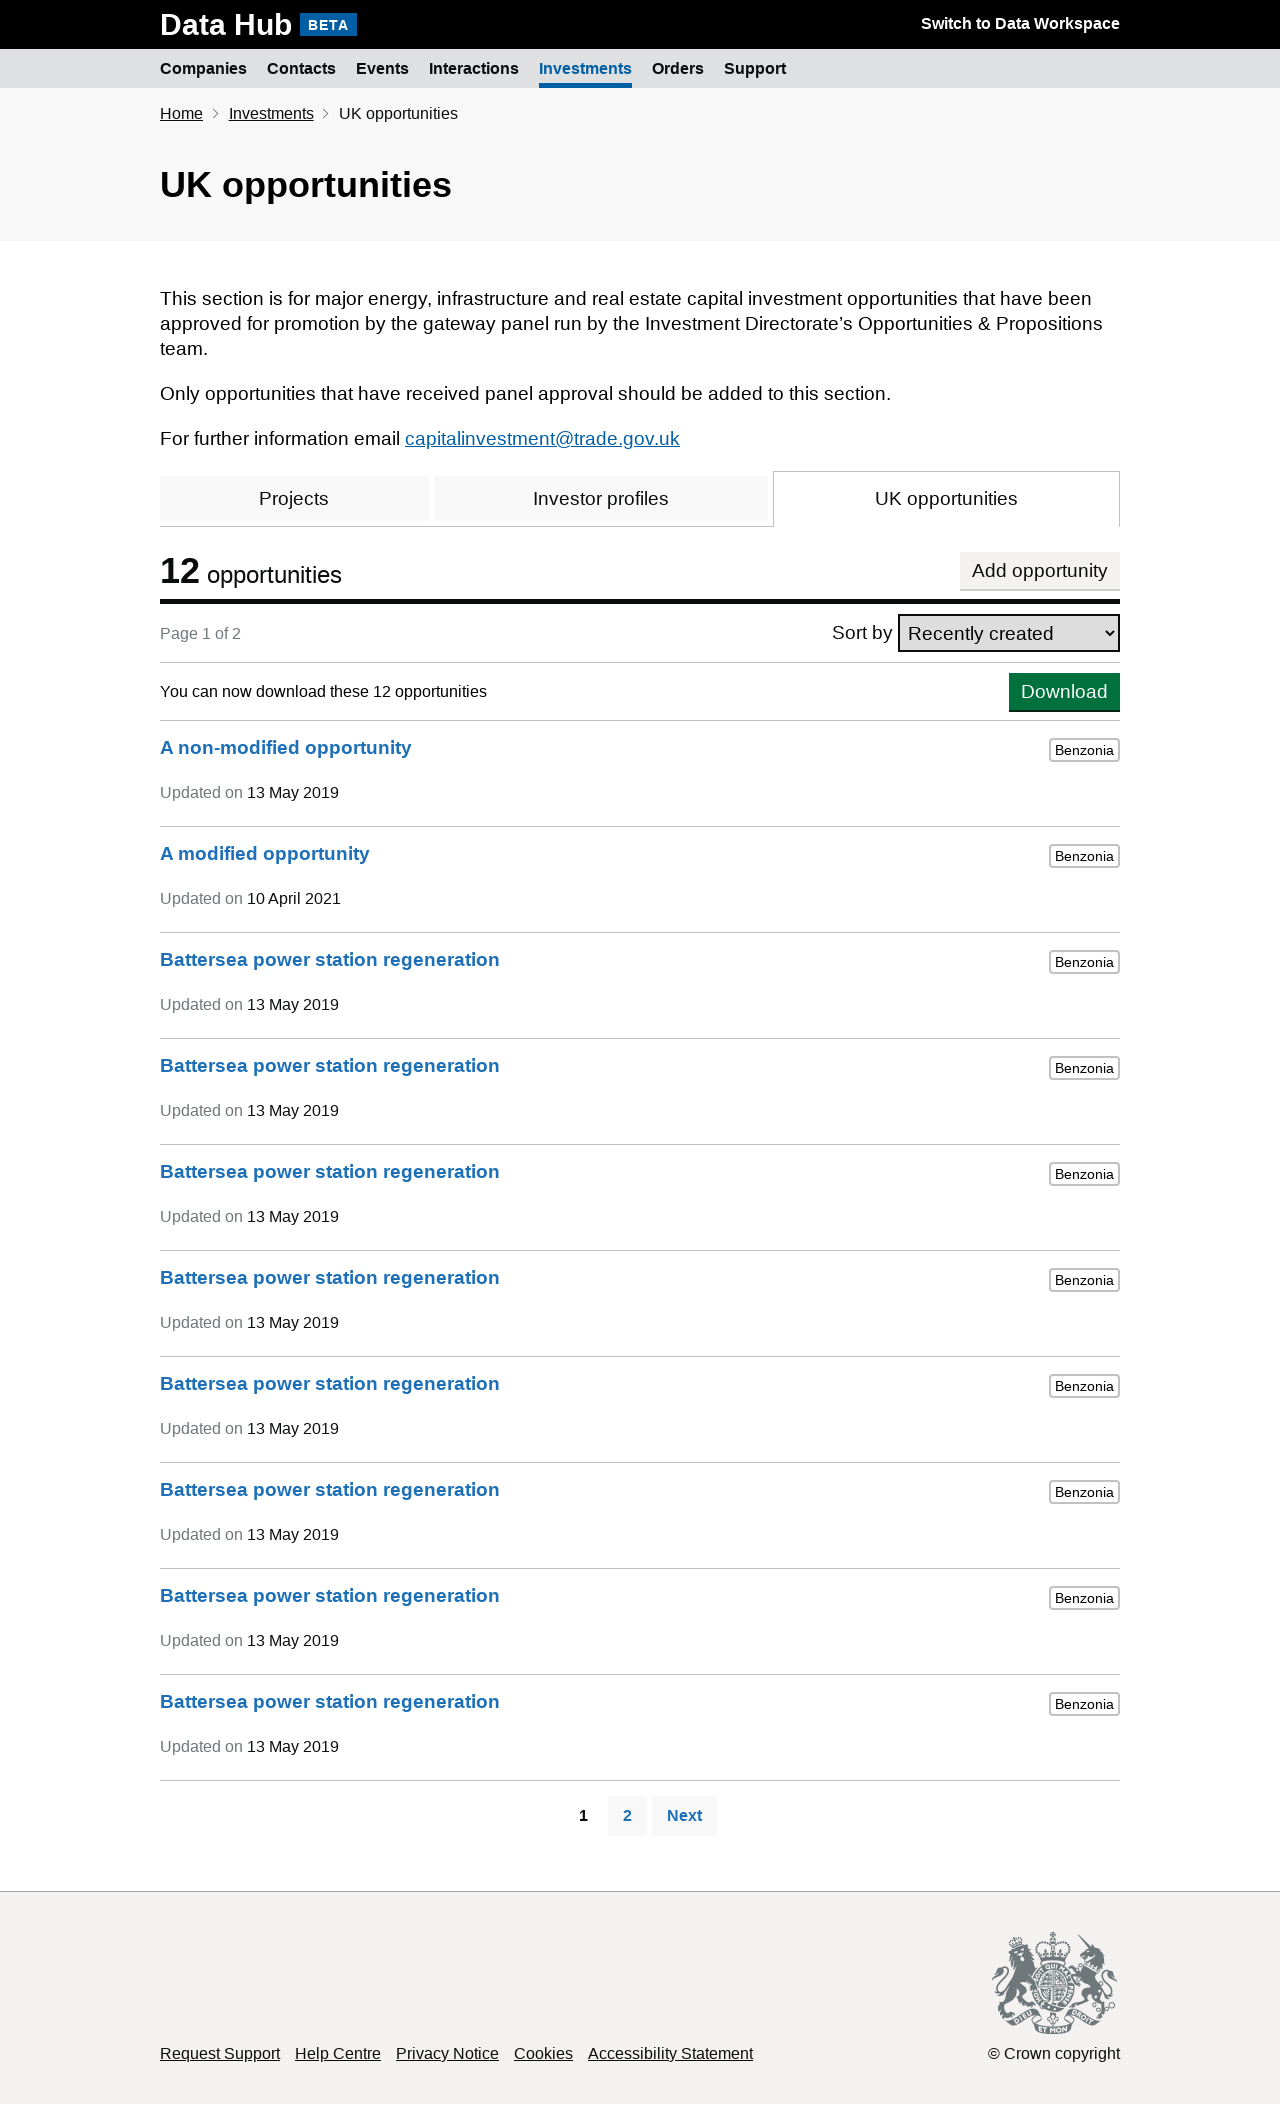 Data Hub BETA Switch to Data Workspace
Companies Contacts Events Interactions Investments Orders Support
Home Investments UK opportunities
UK opportunities
This section is for major energy, infrastructure and real estate capital investment opportunities that have been
approved for promotion by the gateway panel run by the Investment Directorate’s Opportunities & Propositions
team.
Only opportunities that have received panel approval should be added to this section.
For further information email capitalinvestment@trade.gov.uk
Projects Investor profiles UK opportunities
12 opportunities Add opportunity
Page 1 of 2 Sort by Recently created
You can now download these 12 opportunities Download
A non-modified opportunity Benzonia
Updated on 13 May 2019
A modified opportunity Benzonia
Updated on 10 April 2021
Battersea power station regeneration Benzonia
Updated on 13 May 2019
Battersea power station regeneration Benzonia
Updated on 13 May 2019
Battersea power station regeneration Benzonia
Updated on 13 May 2019
Battersea power station regeneration Benzonia
Updated on 13 May 2019
Battersea power station regeneration Benzonia
Updated on 13 May 2019
Battersea power station regeneration Benzonia
Updated on 13 May 2019
Battersea power station regeneration Benzonia
Updated on 13 May 2019
Battersea power station regeneration Benzonia
Updated on 13 May 2019
1 2 Next
Request Support Help Centre Privacy Notice Cookies Accessibility Statement © Crown copyright